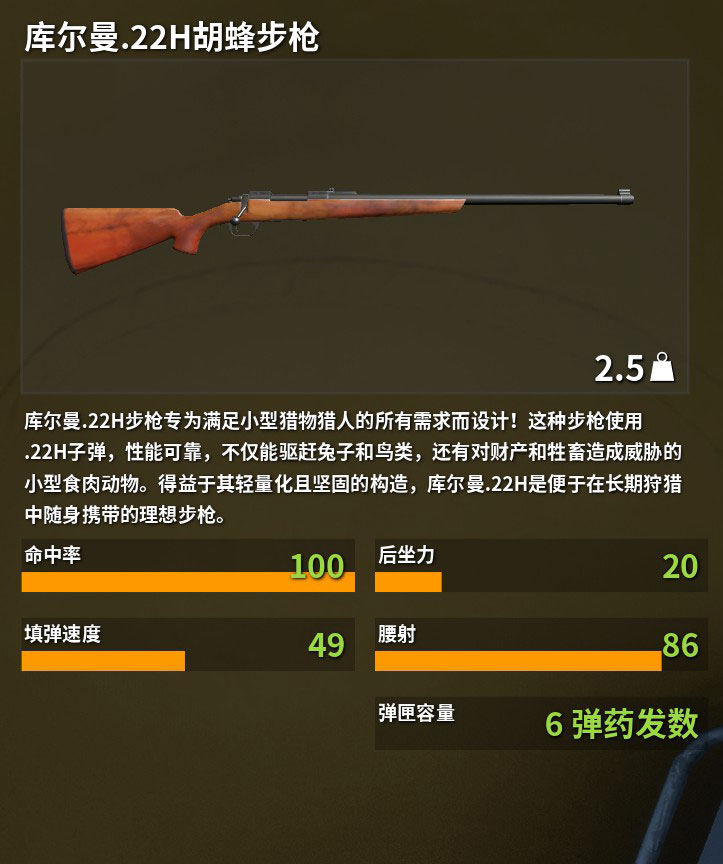 库尔曼.22H胡蜂步枪
2.5
库尔曼.22H步枪专为满足小型猎物猎人的所有需求而设计！这种步枪使用
.22H子弹，性能可靠，不仅能驱赶兔子和鸟类，还有对财产和牲畜造成威胁的
小型食肉动物。得益于其轻量化且坚固的构造，库尔曼.22H是便于在长期狩猎
中随身携带的理想步枪。
命中率 100
后坐力 20
填弹速度 49
腰射 86
弹匣容量 6 弹药发数